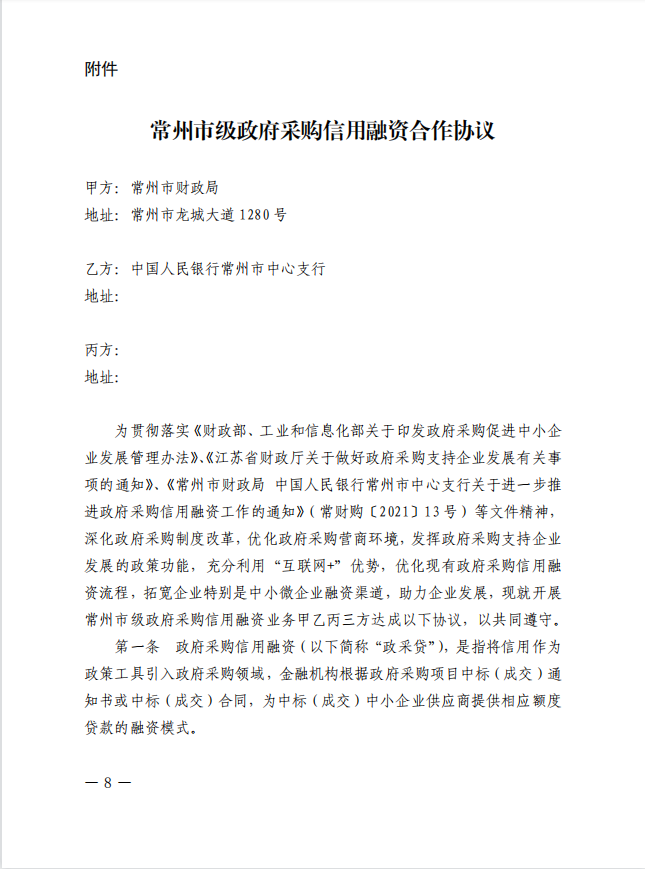 附件
常州市级政府采购信用融资合作协议
甲方：常州市财政局
地址：常州市龙城大道 1280 号
乙方：中国人民银行常州市中心支行
地址：
丙方：
地址：
为贯彻落实《财政部、工业和信息化部关于印发政府采购促进中小企
业发展管理办法》、《江苏省财政厅关于做好政府采购支持企业发展有关事
项的通知》、《常州市财政局 中国人民银行常州市中心支行关于进一步推
进政府采购信用融资工作的通知》（常财购〔2021〕13 号）等文件精神，
深化政府采购制度改革，优化政府采购营商环境，发挥政府采购支持企业
发展的政策功能，充分利用“互联网+”优势，优化现有政府采购信用融
资流程，拓宽企业特别是中小微企业融资渠道，助力企业发展，现就开展
常州市级政府采购信用融资业务甲乙丙三方达成以下协议，以共同遵守。
第一条 政府采购信用融资（以下简称“政采贷”），是指将信用作为
政策工具引入政府采购领域，金融机构根据政府采购项目中标（成交）通
知书或中标（成交）合同，为中标（成交）中小企业供应商提供相应额度
贷款的融资模式。
— 8 —